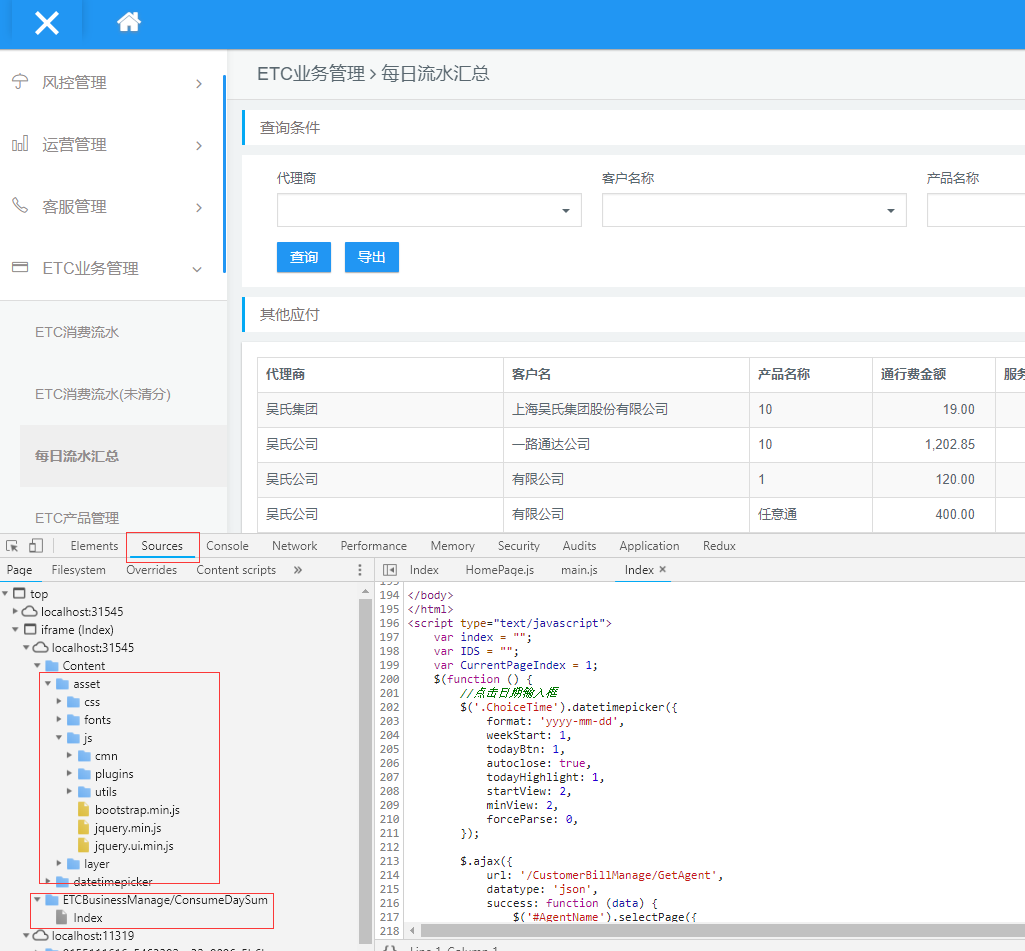 ETC业务管理 › 每日流水汇总
风控管理
运营管理
客服管理
ETC业务管理
ETC消费流水
ETC消费流水(未清分)
每日流水汇总
ETC产品管理
查询条件
代理商 客户名称 产品名称
查询 导出
其他应付
代理商 客户名 产品名称 通行费金额 服务
吴氏集团 上海吴氏集团股份有限公司 10 19.00
吴氏公司 一路通达公司 10 1,202.85
吴氏公司 有限公司 1 120.00
吴氏公司 有限公司 任意通 400.00
Elements Sources Console Network Performance Memory Security Audits Application Redux
Page Filesystem Overrides Content scripts »
Index HomePage.js main.js Index ×
top
localhost:31545
iframe (Index)
localhost:31545
Content
asset
css
fonts
js
cmn
plugins
utils
bootstrap.min.js
jquery.min.js
jquery.ui.min.js
layer
datetimepicker
ETCBusinessManage/ConsumeDaySum
Index
localhost:11319
193
194 </body>
195 </html>
196 <script type="text/javascript">
197 var index = "";
198 var IDS = "";
199 var CurrentPageIndex = 1;
200 $(function () {
201 //点击日期输入框
202 $('.ChoiceTime').datetimepicker({
203 format: 'yyyy-mm-dd',
204 weekStart: 1,
205 todayBtn: 1,
206 autoclose: true,
207 todayHighlight: 1,
208 startView: 2,
209 minView: 2,
210 forceParse: 0,
211 });
212
213 $.ajax({
214 url: '/CustomerBillManage/GetAgent',
215 datatype: 'json',
216 success: function (data) {
217 $('#AgentName').selectPage({
218
{} Line 1, Column 1